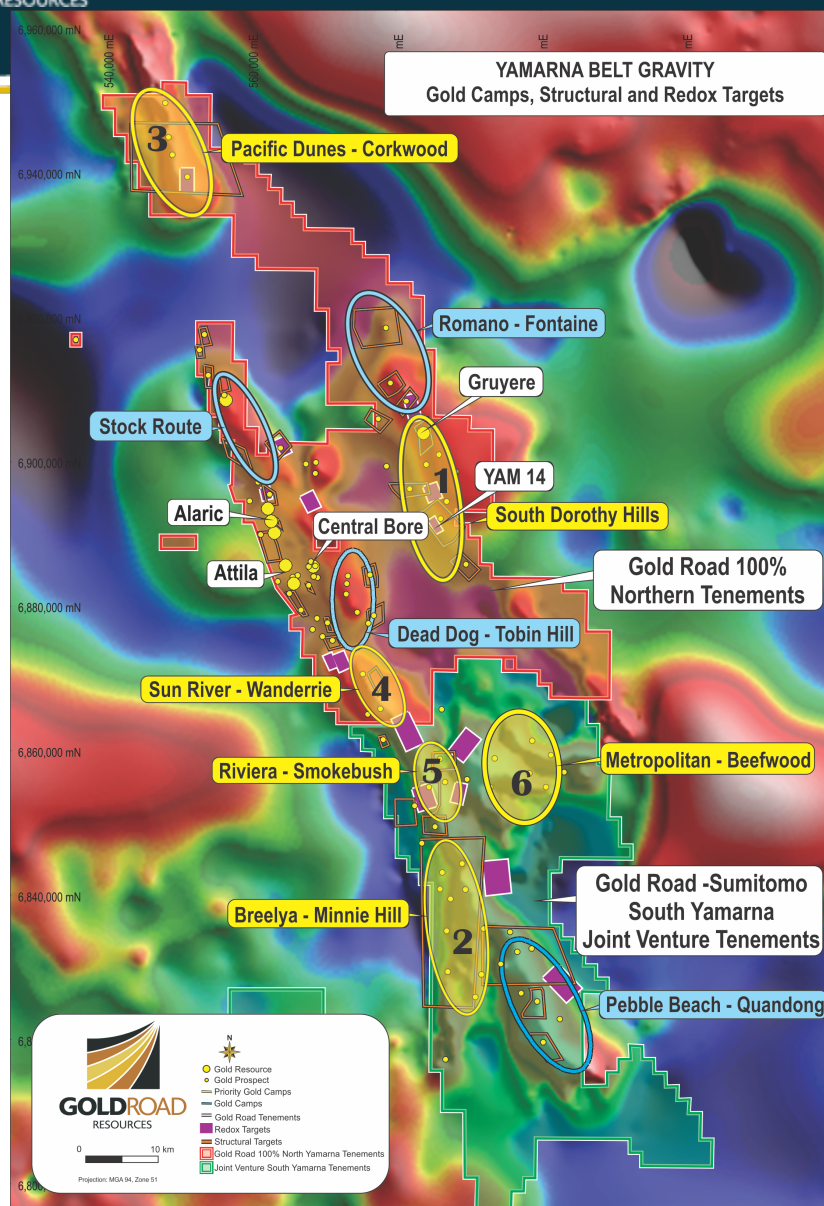 RESOURCES
6,960,000 mN
540,000 mE
560,000 mE
mE
mE
mE
YAMARNA BELT GRAVITY
Gold Camps, Structural and Redox Targets
3
Pacific Dunes - Corkwood
6,940,000 mN
mN
Romano - Fontaine
Gruyere
Stock Route
6,900,000 mN
1
YAM 14
Alaric
South Dorothy Hills
Central Bore
Attila
Gold Road 100%
Northern Tenements
6,880,000 mN
Dead Dog - Tobin Hill
Sun River - Wanderrie
4
6,860,000 mN
Metropolitan - Beefwood
Riviera - Smokebush
5
6
6,840,000 mN
Gold Road -Sumitomo
South Yamarna
Joint Venture Tenements
Breelya - Minnie Hill
2
Pebble Beach - Quandong
6,8
GOLDROAD
RESOURCES
0 10 km
Projection: MGA 94, Zone 51
N
Gold Resource
Gold Prospect
Priority Gold Camps
Gold Camps
Gold Road Tenements
Redox Targets
Structural Targets
Gold Road 100% North Yamarna Tenements
Joint Venture South Yamarna Tenements
6,800